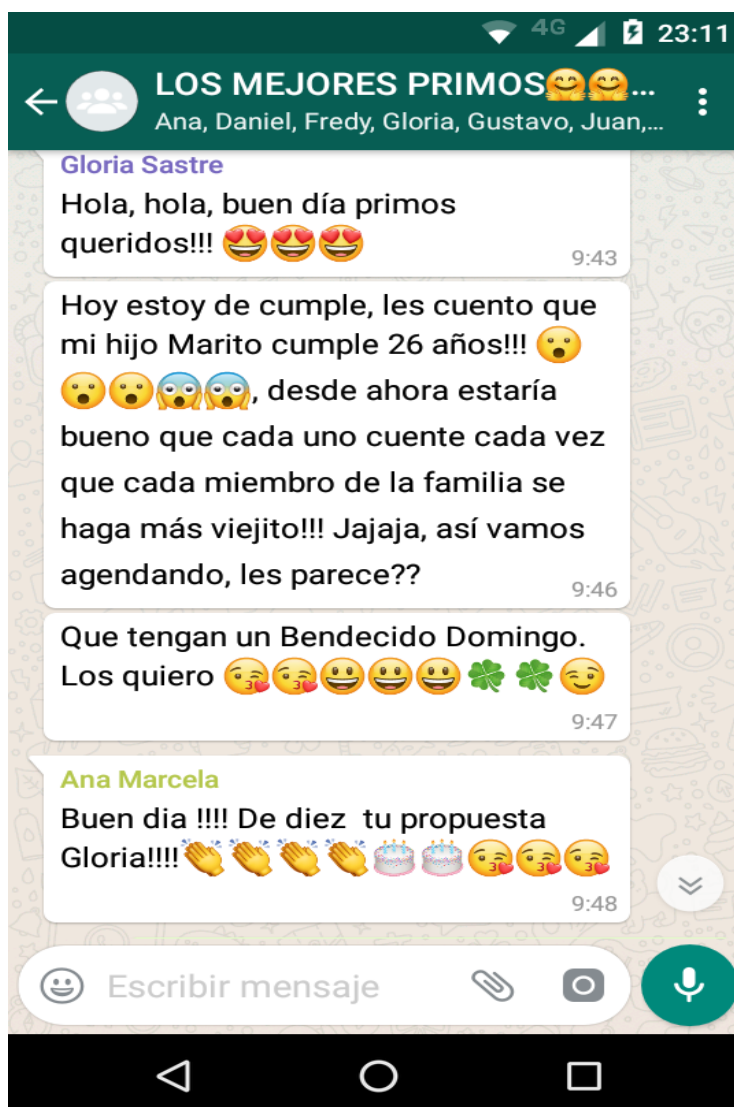 4G 23:11
LOS MEJORES PRIMOS🤗🤗...
Ana, Daniel, Fredy, Gloria, Gustavo, Juan,...
Gloria Sastre
Hola, hola, buen día primos
queridos!!! 😍😍😍
9:43
Hoy estoy de cumple, les cuento que
mi hijo Marito cumple 26 años!!! 😮
😮😮😱😱, desde ahora estaría
bueno que cada uno cuente cada vez
que cada miembro de la familia se
haga más viejito!!! Jajaja, así vamos
agendando, les parece??
9:46
Que tengan un Bendecido Domingo.
Los quiero 😘😘😃😃😃🍀🍀😉
9:47
Ana Marcela
Buen dia !!!! De diez tu propuesta
Gloria!!!!👏👏👏👏🎂🎂😘😘😘
9:48
Escribir mensaje